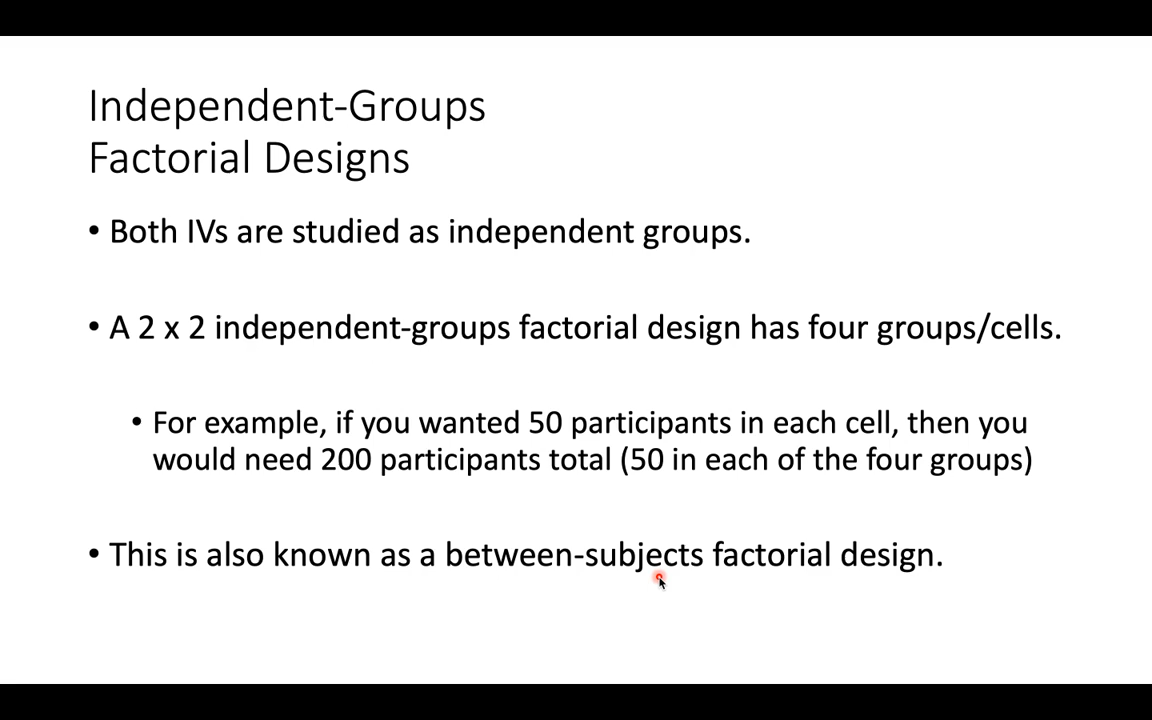 Independent-Groups
Factorial Designs
• Both IVs are studied as independent groups.
• A 2 x 2 independent-groups factorial design has four groups/cells.
• For example, if you wanted 50 participants in each cell, then you
would need 200 participants total (50 in each of the four groups)
• This is also known as a between-subjects factorial design.